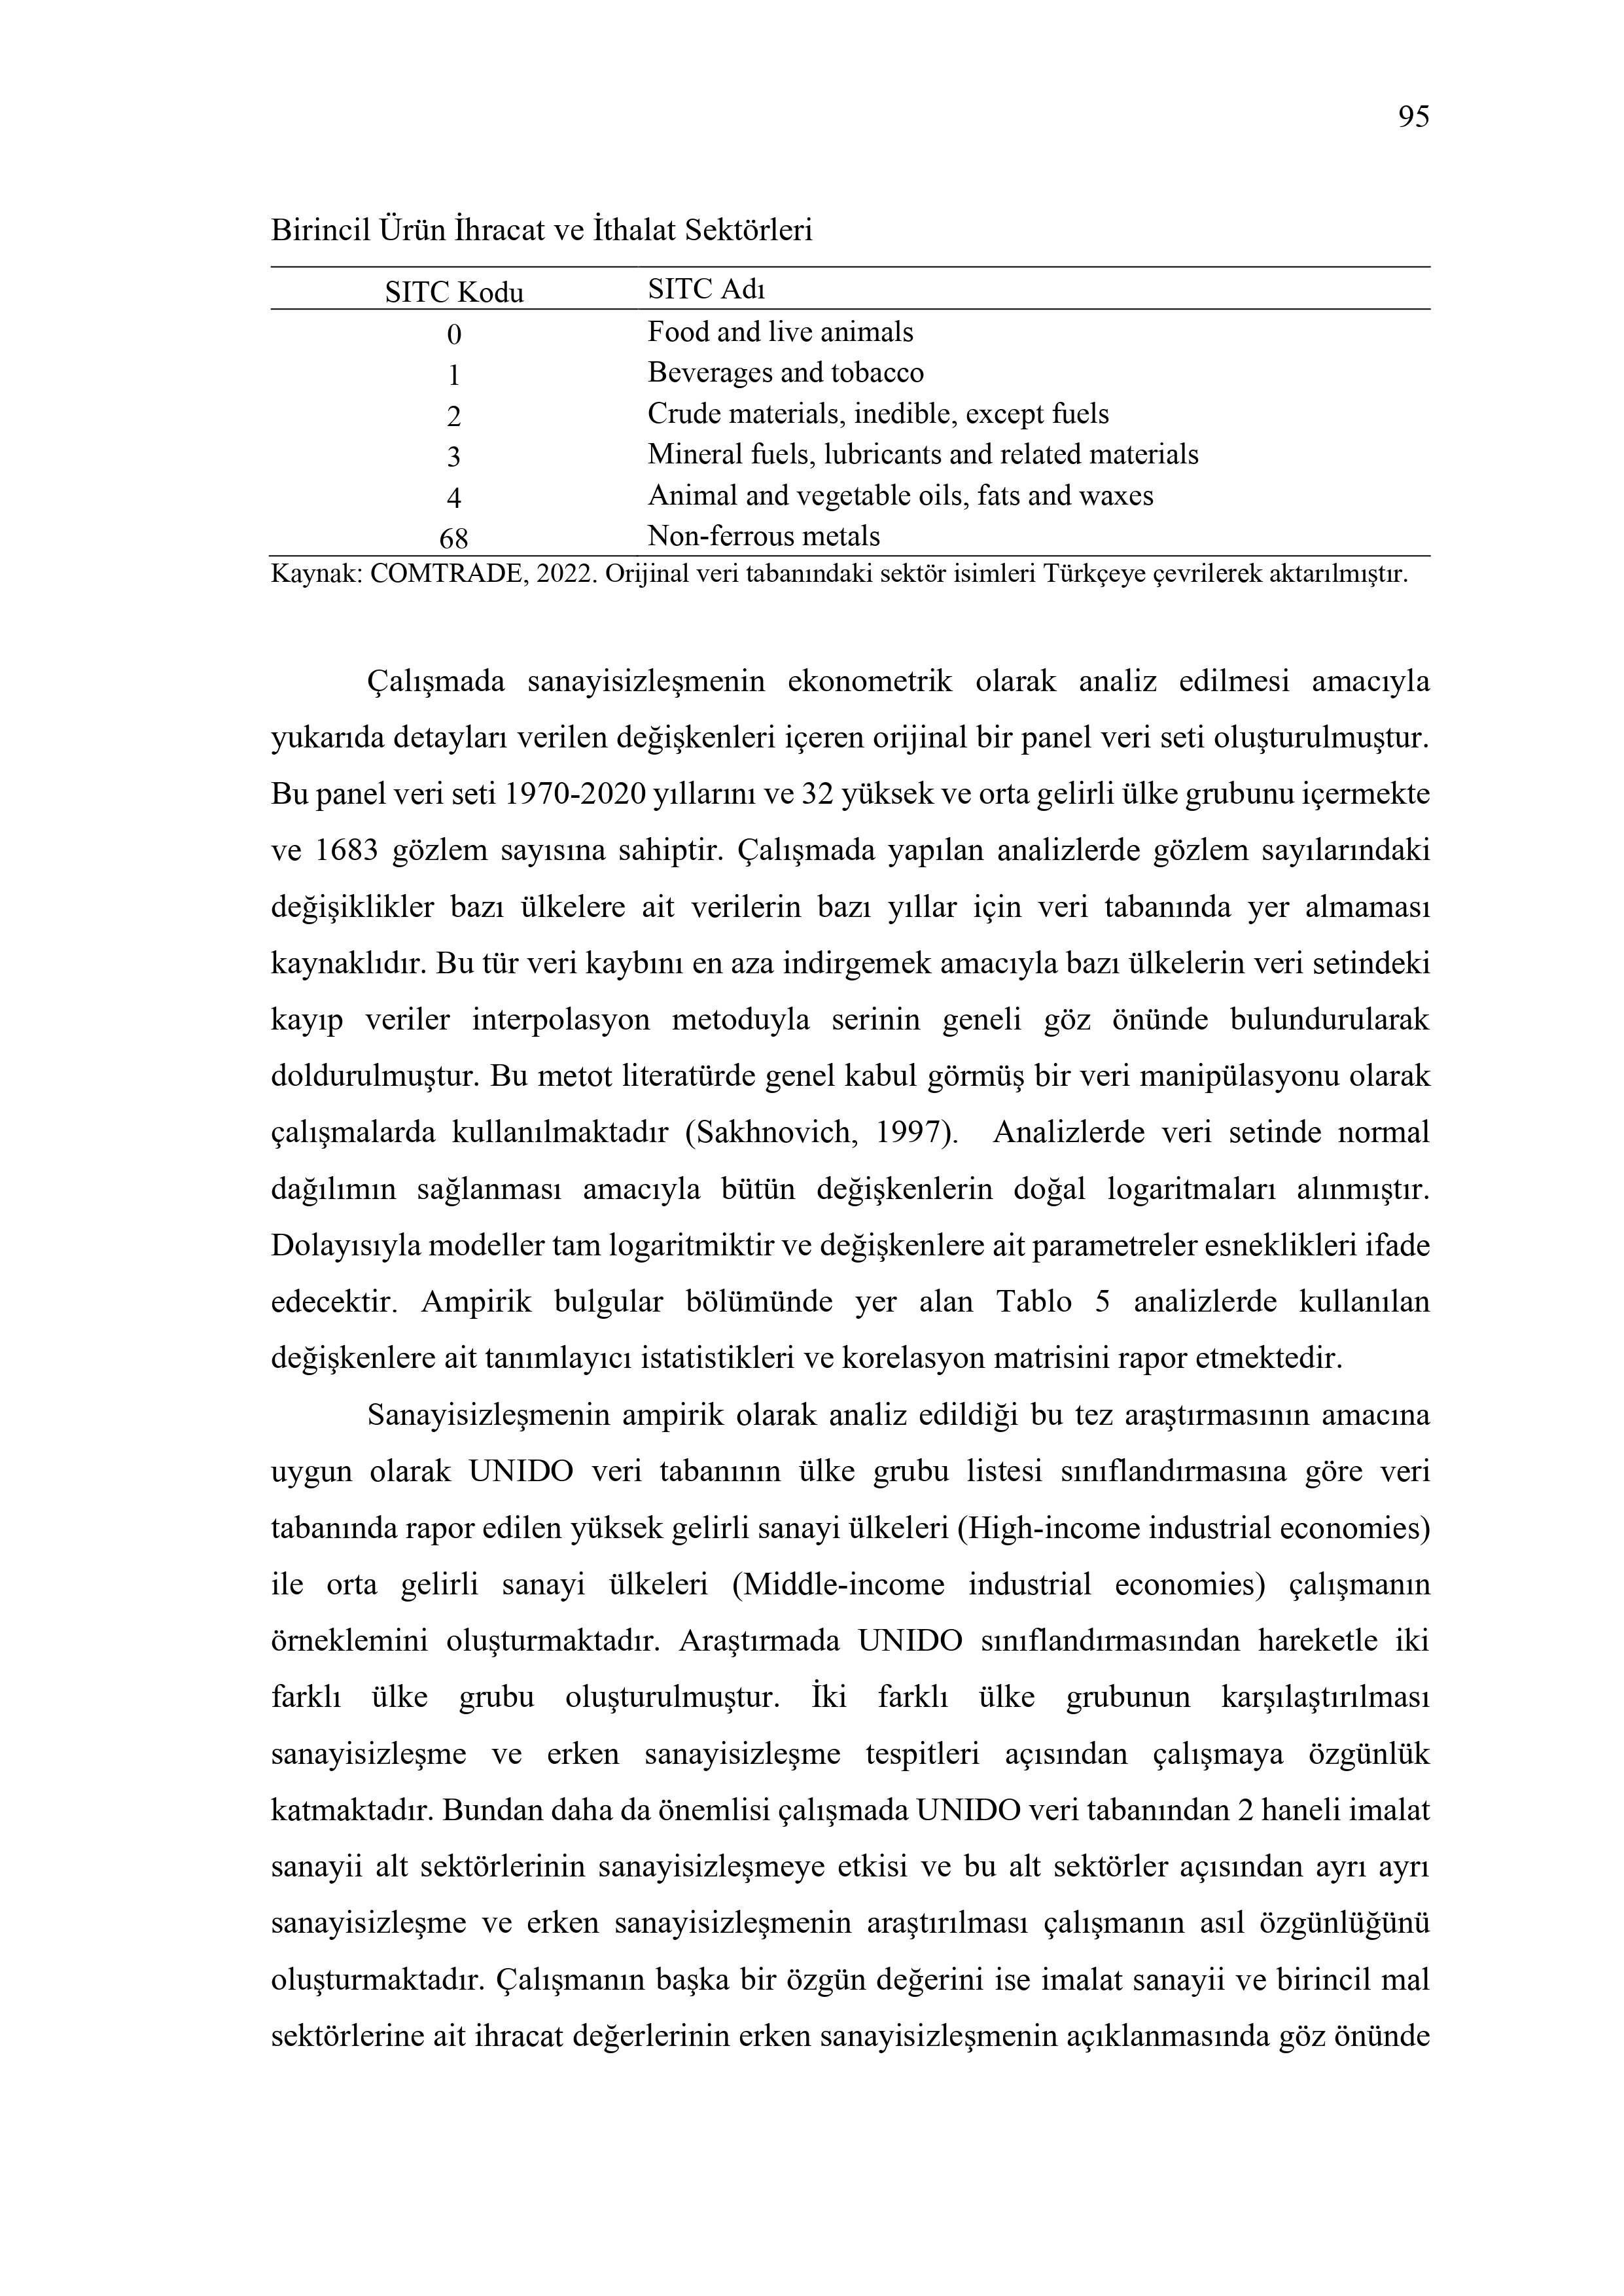 95
Birincil Ürün İhracat ve İthalat Sektörleri
SITC Kodu SITC Adı
0 Food and live animals
1 Beverages and tobacco
2 Crude materials, inedible, except fuels
3 Mineral fuels, lubricants and related materials
4 Animal and vegetable oils, fats and waxes
68 Non-ferrous metals
Kaynak: COMTRADE, 2022. Orijinal veri tabanındaki sektör isimleri Türkçeye çevrilerek aktarılmıştır.
Çalışmada sanayisizleşmenin ekonometrik olarak analiz edilmesi amacıyla
yukarıda detayları verilen değişkenleri içeren orijinal bir panel veri seti oluşturulmuştur.
Bu panel veri seti 1970-2020 yıllarını ve 32 yüksek ve orta gelirli ülke grubunu içermekte
ve 1683 gözlem sayısına sahiptir. Çalışmada yapılan analizlerde gözlem sayılarındaki
değişiklikler bazı ülkelere ait verilerin bazı yıllar için veri tabanında yer almaması
kaynaklıdır. Bu tür veri kaybını en aza indirgemek amacıyla bazı ülkelerin veri setindeki
kayıp veriler interpolasyon metoduyla serinin geneli göz önünde bulundurularak
doldurulmuştur. Bu metot literatürde genel kabul görmüş bir veri manipülasyonu olarak
çalışmalarda kullanılmaktadır (Sakhnovich, 1997). Analizlerde veri setinde normal
dağılımın sağlanması amacıyla bütün değişkenlerin doğal logaritmaları alınmıştır.
Dolayısıyla modeller tam logaritmiktir ve değişkenlere ait parametreler esneklikleri ifade
edecektir. Ampirik bulgular bölümünde yer alan Tablo 5 analizlerde kullanılan
değişkenlere ait tanımlayıcı istatistikleri ve korelasyon matrisini rapor etmektedir.
Sanayisizleşmenin ampirik olarak analiz edildiği bu tez araştırmasının amacına
uygun olarak UNIDO veri tabanının ülke grubu listesi sınıflandırmasına göre veri
tabanında rapor edilen yüksek gelirli sanayi ülkeleri (High-income industrial economies)
ile orta gelirli sanayi ülkeleri (Middle-income industrial economies) çalışmanın
örneklemini oluşturmaktadır. Araştırmada UNIDO sınıflandırmasından hareketle iki
farklı ülke grubu oluşturulmuştur. İki farklı ülke grubunun karşılaştırılması
sanayisizleşme ve erken sanayisizleşme tespitleri açısından çalışmaya özgünlük
katmaktadır. Bundan daha da önemlisi çalışmada UNIDO veri tabanından 2 haneli imalat
sanayii alt sektörlerinin sanayisizleşmeye etkisi ve bu alt sektörler açısından ayrı ayrı
sanayisizleşme ve erken sanayisizleşmenin araştırılması çalışmanın asıl özgünlüğünü
oluşturmaktadır. Çalışmanın başka bir özgün değerini ise imalat sanayii ve birincil mal
sektörlerine ait ihracat değerlerinin erken sanayisizleşmenin açıklanmasında göz önünde